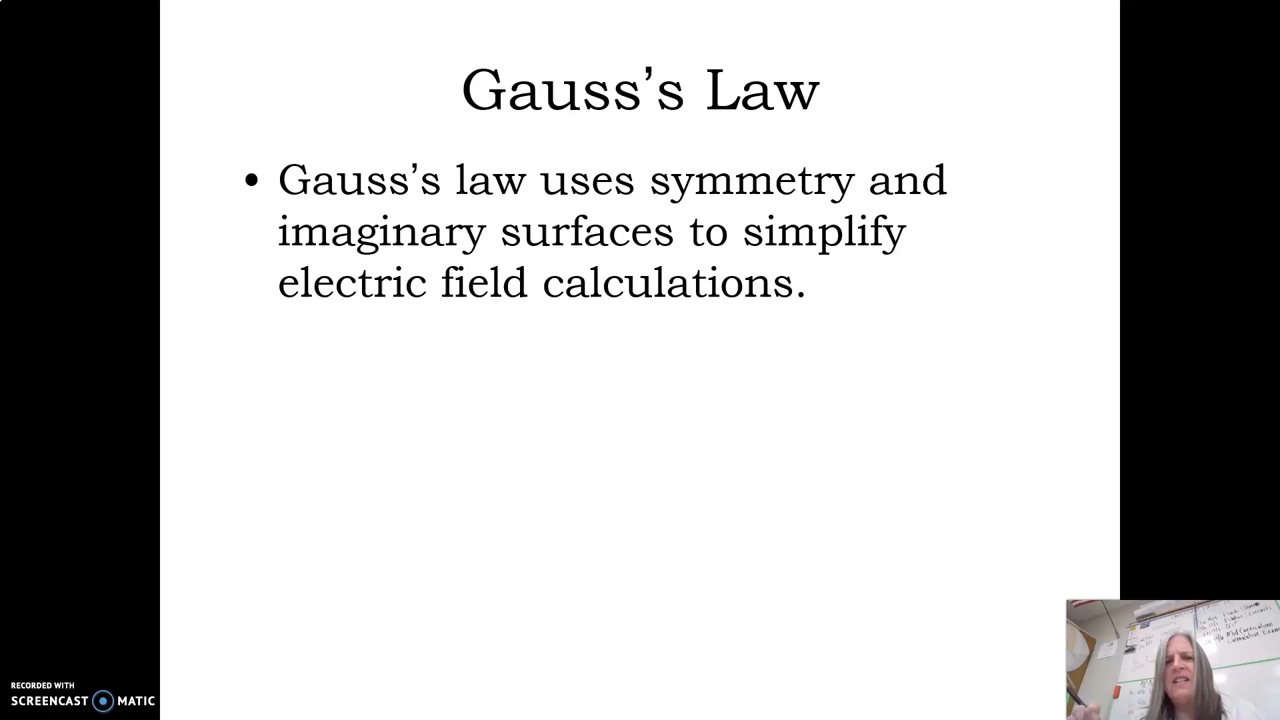 Gauss’s Law
• Gauss’s law uses symmetry and
imaginary surfaces to simplify
electric field calculations.
RECORDED WITH
SCREENCAST MATIC